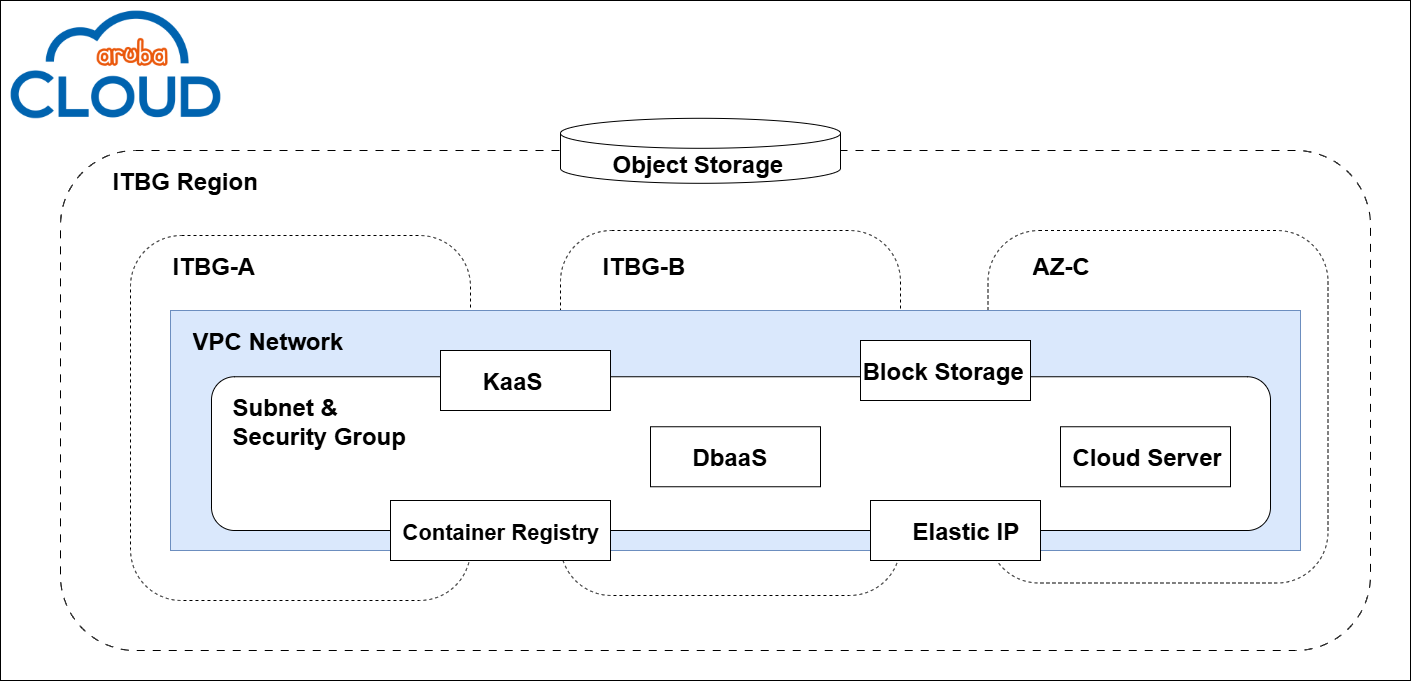 aruba
CLOUD
Object Storage
ITBG Region
ITBG-A
ITBG-B
AZ-C
VPC Network
KaaS
Block Storage
Subnet &
Security Group
DbaaS
Cloud Server
Container Registry
Elastic IP